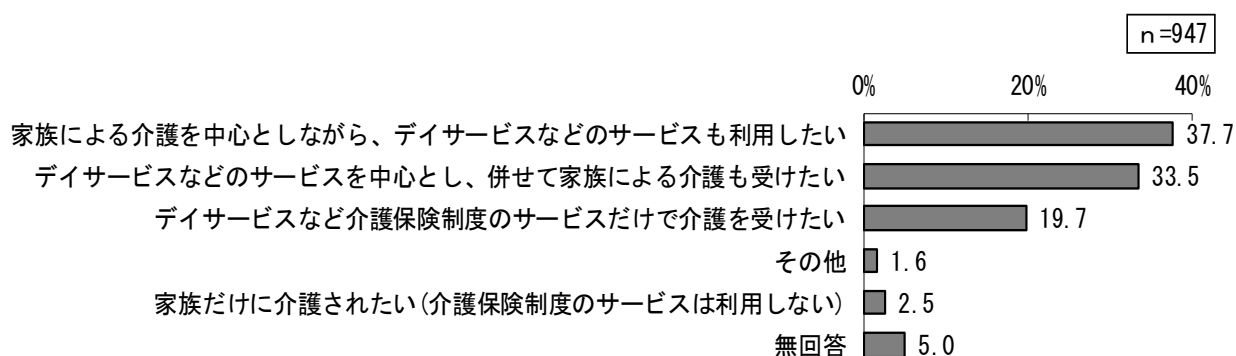 ｎ=947
0% 20% 40%
家族による介護を中心としながら、デイサービスなどのサービスも利用したい 37.7
デイサービスなどのサービスを中心とし、併せて家族による介護も受けたい 33.5
デイサービスなど介護保険制度のサービスだけで介護を受けたい 19.7
その他 1.6
家族だけに介護されたい(介護保険制度のサービスは利用しない) 2.5
無回答 5.0